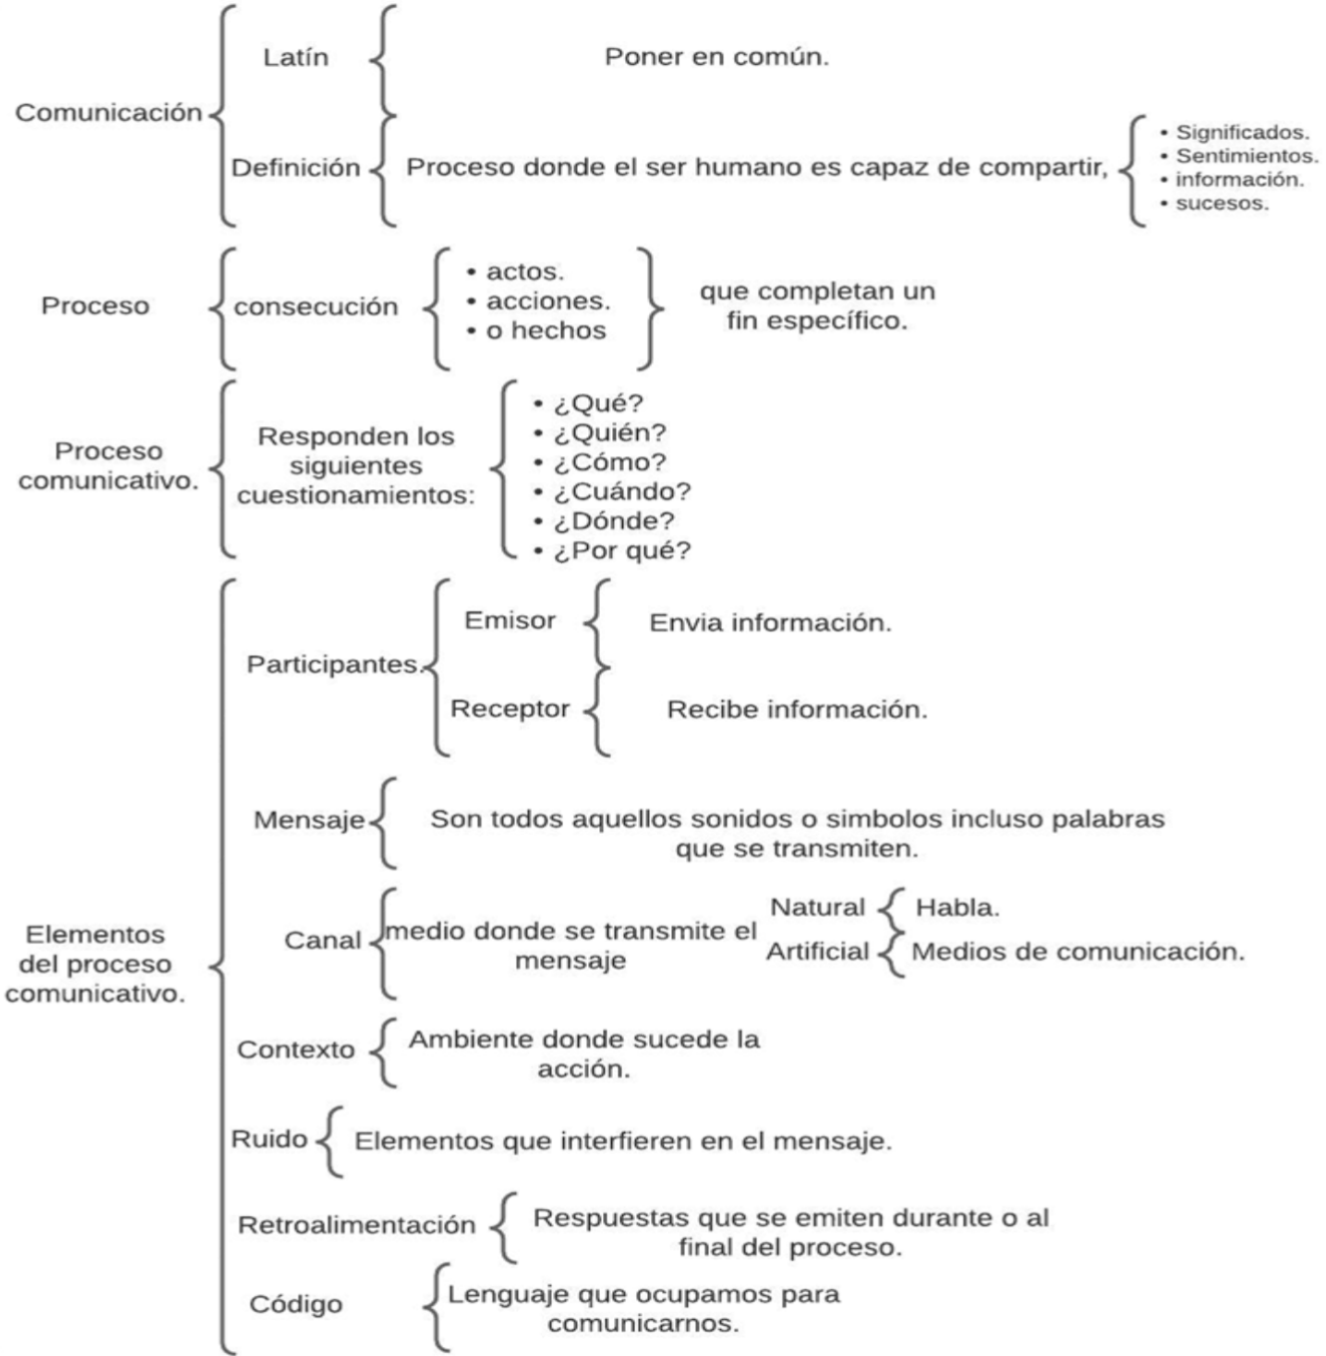 Latín
Poner en común.
Comunicación
Definición
Proceso donde el ser humano es capaz de compartir,
• Significados.
• Sentimientos.
• información.
• sucesos.
Proceso
consecución
• actos.
• acciones.
• o hechos
que completan un
fin específico.
Proceso
comunicativo.
Responden los
siguientes
cuestionamientos:
• ¿Qué?
• ¿Quién?
• ¿Cómo?
• ¿Cuándo?
• ¿Dónde?
• ¿Por qué?
Elementos
del proceso
comunicativo.
Participantes.
Emisor
Envia información.
Receptor
Recibe información.
Mensaje
Son todos aquellos sonidos o simbolos incluso palabras
que se transmiten.
Canal
medio donde se transmite el
mensaje
Natural
Habla.
Artificial
Medios de comunicación.
Contexto
Ambiente donde sucede la
acción.
Ruido
Elementos que interfieren en el mensaje.
Retroalimentación
Respuestas que se emiten durante o al
final del proceso.
Código
Lenguaje que ocupamos para
comunicarnos.